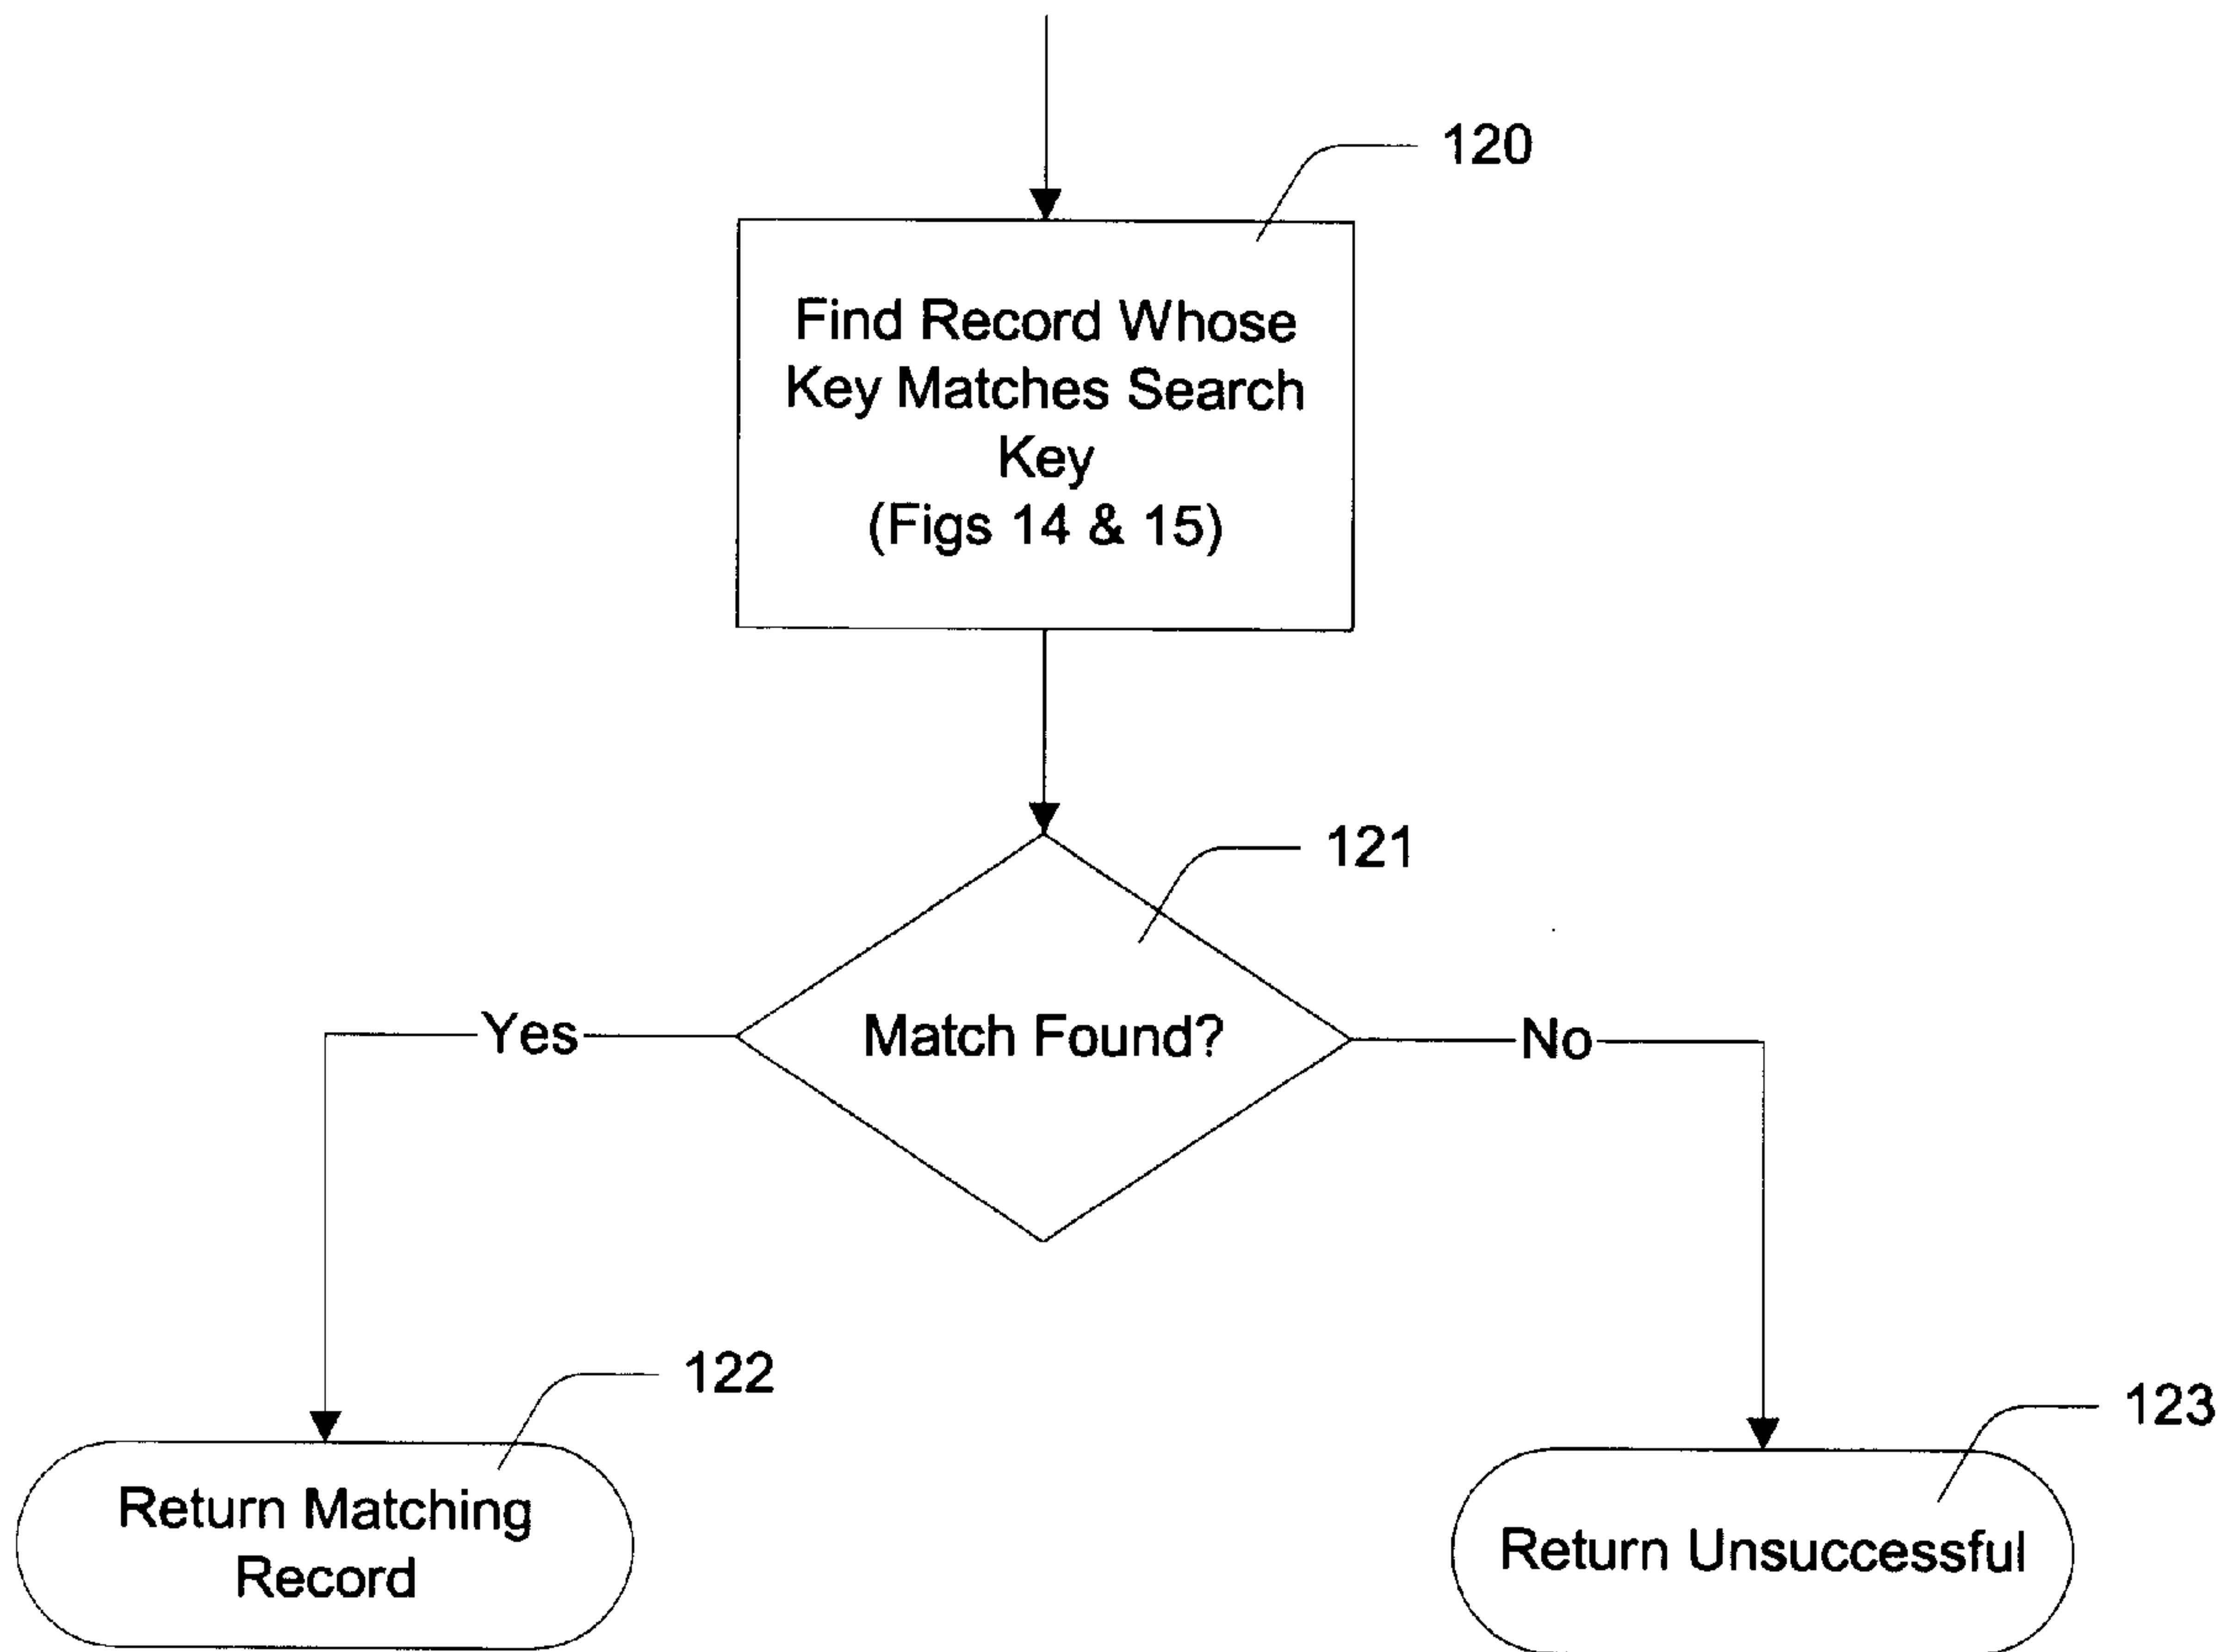 120
Find Record Whose
Key Matches Search
Key
(Figs 14 & 15)
121
Match Found?
Yes
No
122
Return Matching
Record
123
Return Unsuccessful